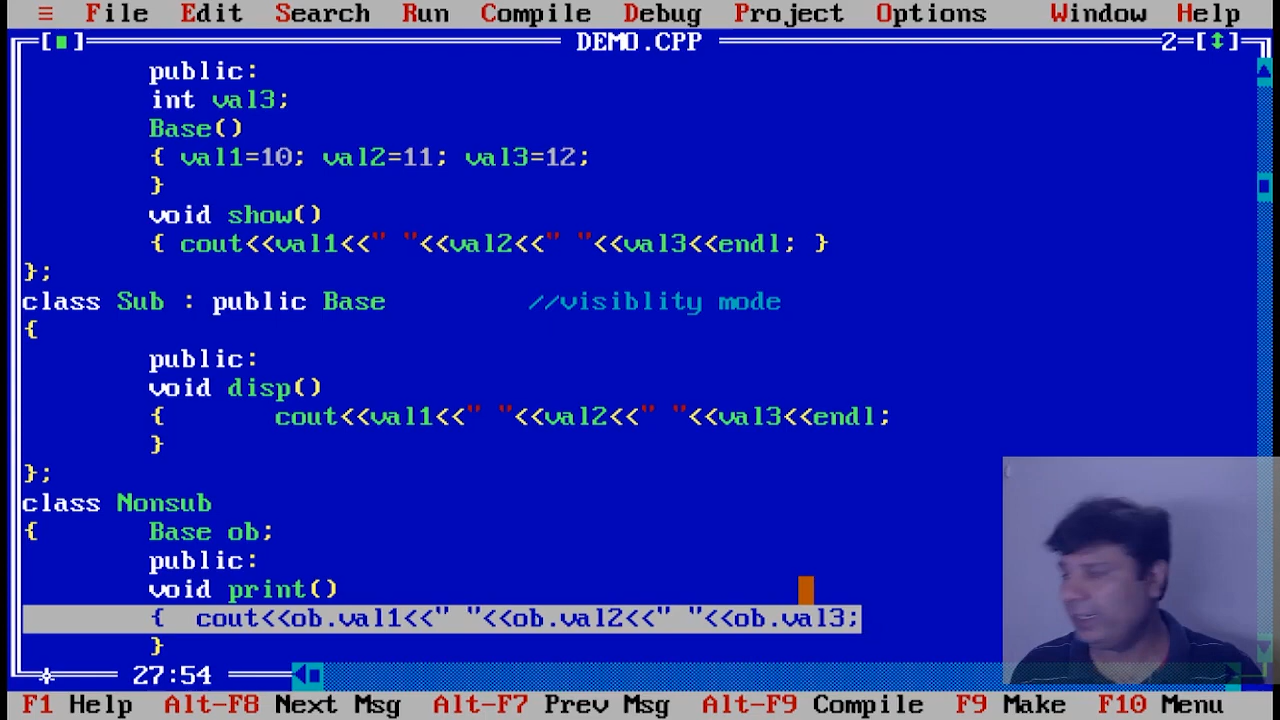 ≡ File Edit Search Run Compile Debug Project Options Window Help
[■] DEMO.CPP 2=[↕]
public:
int val3;
Base()
{ val1=10; val2=11; val3=12;
}
void show()
{ cout<<val1<<" "<<val2<<" "<<val3<<endl; }
};
class Sub : public Base //visiblity mode
{
public:
void disp()
{ cout<<val1<<" "<<val2<<" "<<val3<<endl;
}
};
class Nonsub
{ Base ob;
public:
void print()
{ cout<<ob.val1<<" "<<ob.val2<<" "<<ob.val3;
}
27:54
F1 Help Alt-F8 Next Msg Alt-F7 Prev Msg Alt-F9 Compile F9 Make F10 Menu